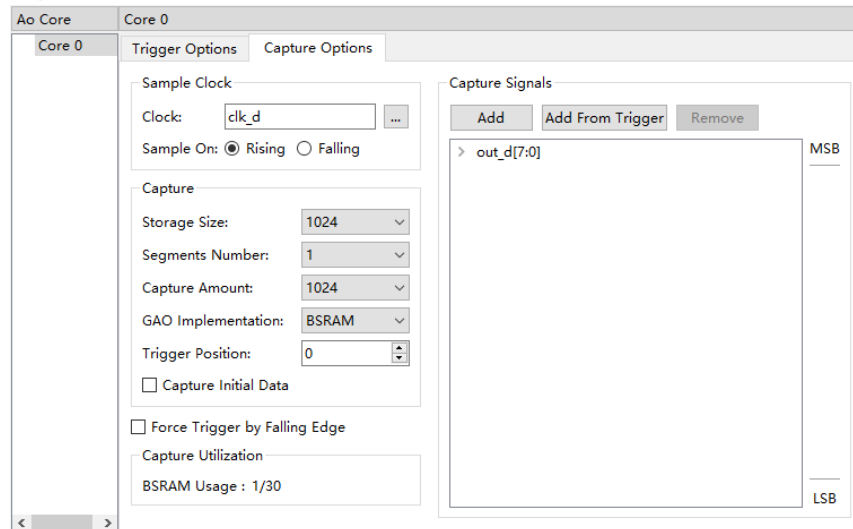 Ao Core
Core 0
Core 0
Trigger Options
Capture Options
Sample Clock
Clock: clk_d ...
Sample On: Rising Falling
Capture
Storage Size: 1024
Segments Number: 1
Capture Amount: 1024
GAO Implementation: BSRAM
Trigger Position: 0
Capture Initial Data
Force Trigger by Falling Edge
Capture Utilization
BSRAM Usage : 1/30
Capture Signals
Add Add From Trigger Remove
out_d[7:0]
MSB
LSB